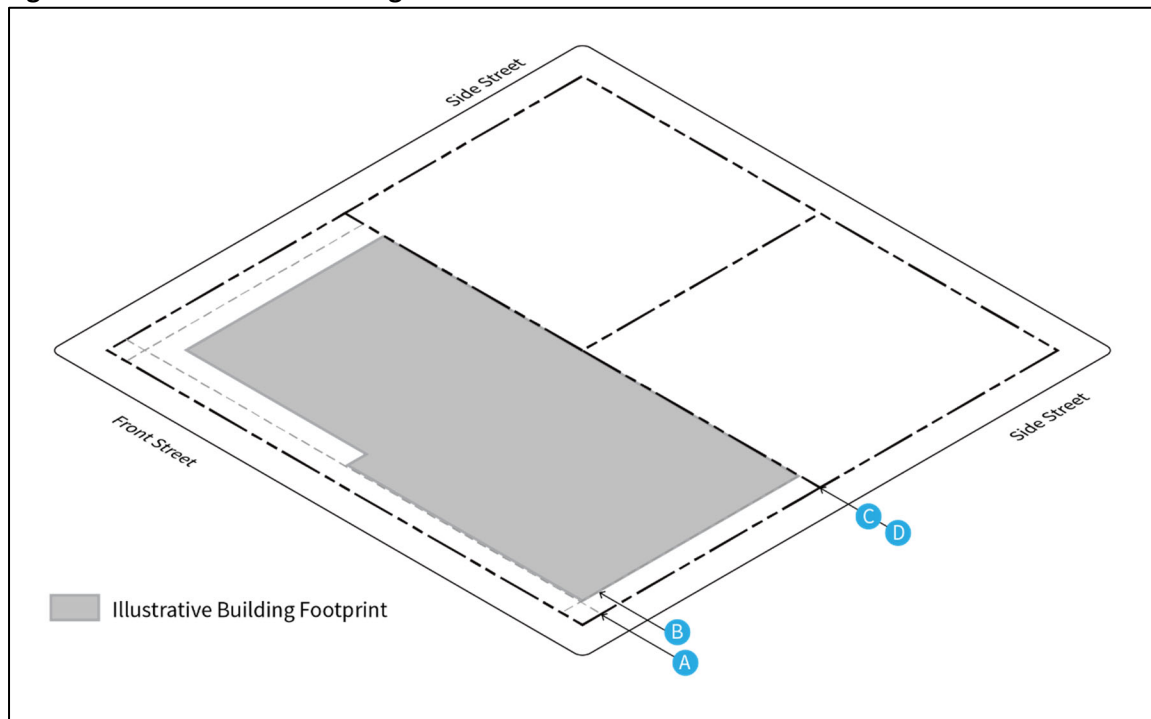 Side Street
Front Street
Side Street
C
D
B
A
Illustrative Building Footprint